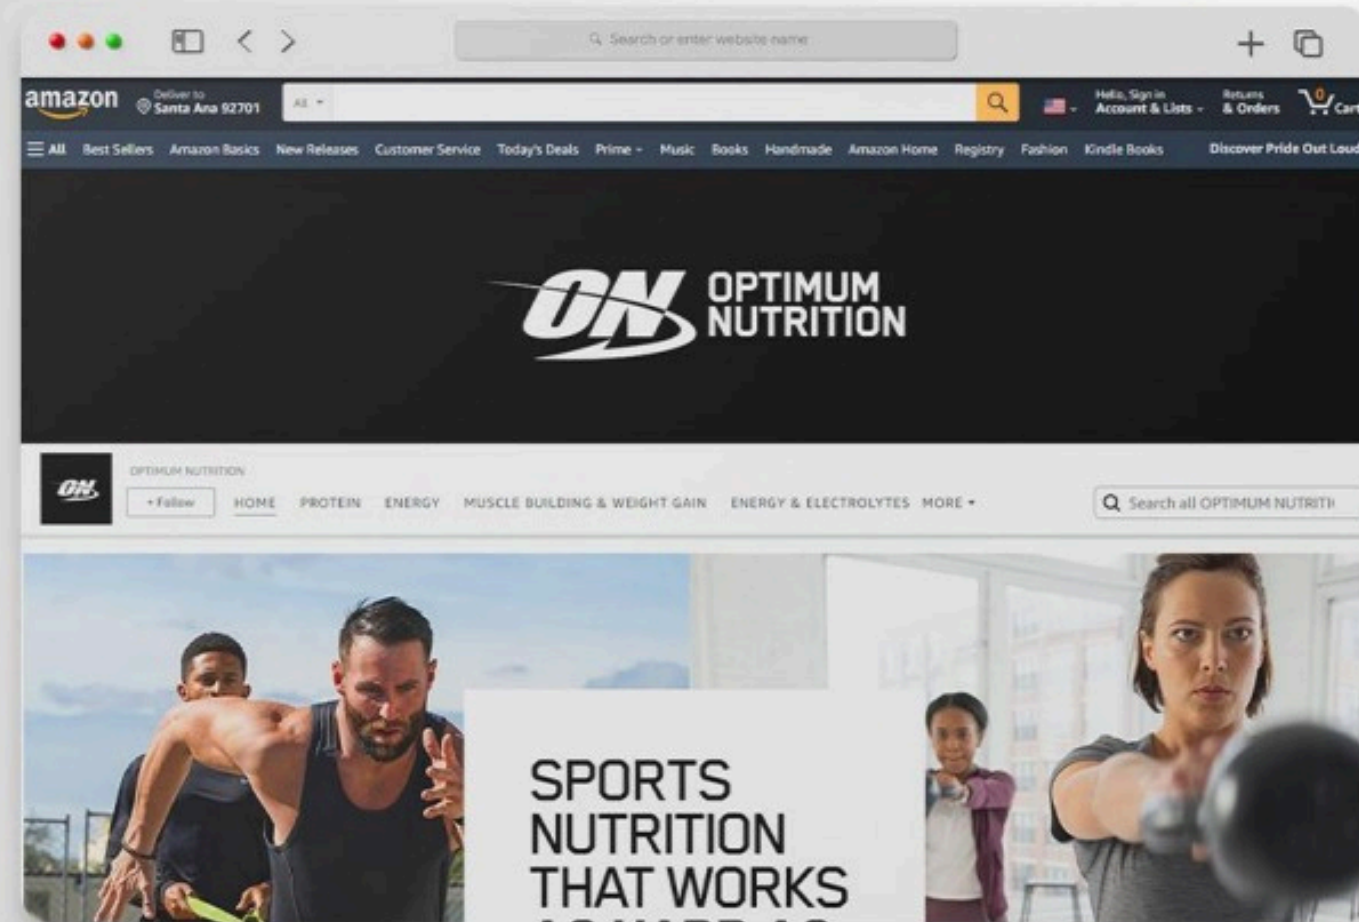 Search or enter website name
amazon
Deliver to
Santa Ana 92701
All
Hello, Sign in
Account & Lists
Returns
& Orders
0
Cart
All Best Sellers Amazon Basics New Releases Customer Service Today's Deals Prime Music Books Handmade Amazon Home Registry Fashion Kindle Books Discover Pride Out Loud
ON OPTIMUM
NUTRITION
ON
OPTIMUM NUTRITION
+ Follow HOME PROTEIN ENERGY MUSCLE BUILDING & WEIGHT GAIN ENERGY & ELECTROLYTES MORE
Search all OPTIMUM NUTRITI
SPORTS
NUTRITION
THAT WORKS